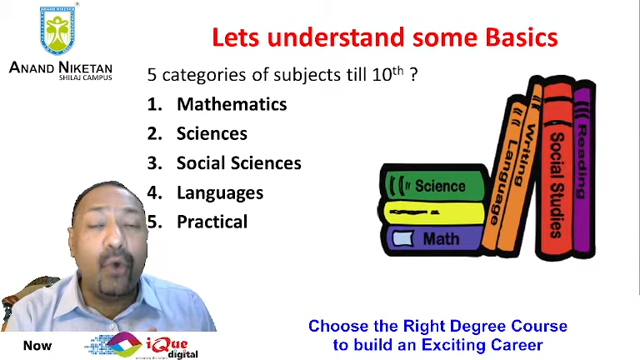 Lets understand some Basics
ANAND NIKETAN
SHILAJ CAMPUS
5 categories of subjects till 10th ?
1. Mathematics
2. Sciences
3. Social Sciences
4. Languages
5. Practical
Science
Math
Language
Writing
Social Studies
Reading
Now
iQue
digital
Choose the Right Degree Course
to build an Exciting Career